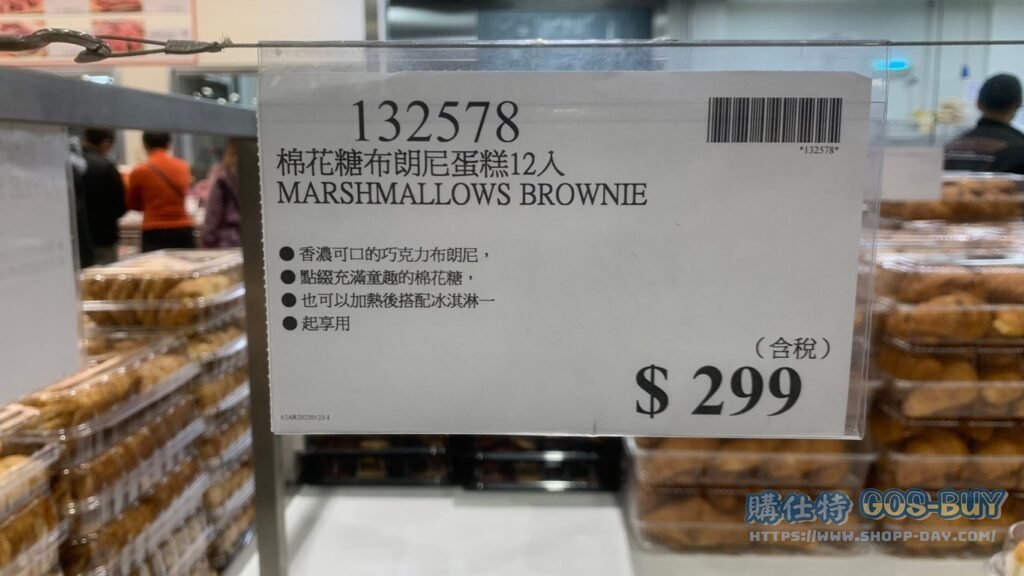 132578
*132578*
棉花糖布朗尼蛋糕12入
MARSHMALLOWS BROWNIE
● 香濃可口的巧克力布朗尼，
● 點綴充滿童趣的棉花糖，
● 也可以加熱後搭配冰淇淋一
● 起享用
（含稅）
$ 299
62AR20220123-1
購仕特 GOS-BUY
HTTPS://WWW.SHOPP-DAY.COM/